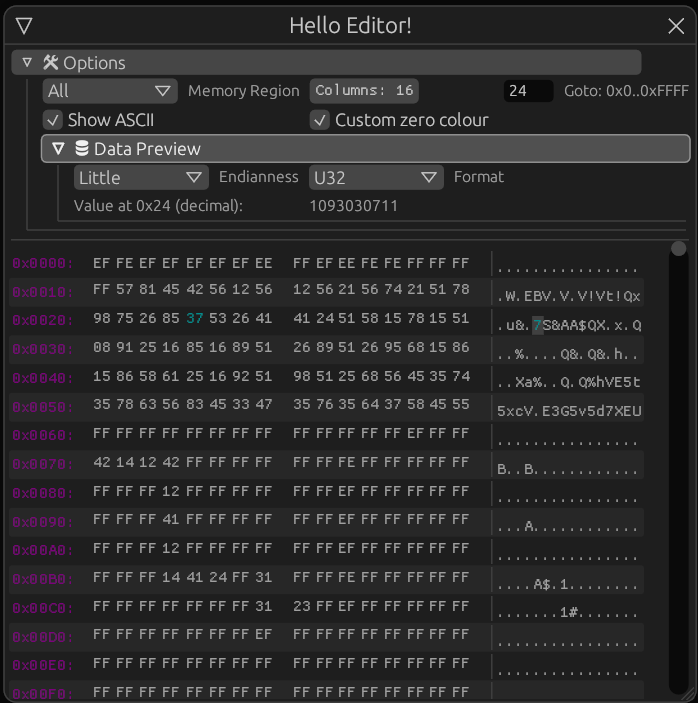 Hello Editor!
Options
All Memory Region Columns: 16 24 Goto: 0x0..0xFFFF
Show ASCII Custom zero colour
Data Preview
Little Endianness U32 Format
Value at 0x24 (decimal): 1093030711
0x0000: EF FE EF EF EF EF EF EE FF EF EE FE FE FF FF FF ................
0x0010: FF 57 81 45 42 56 12 56 12 56 21 56 74 21 51 78 .W.EBV.V.V!Vt!Qx
0x0020: 98 75 26 85 37 53 26 41 41 24 51 58 15 78 15 51 .u&.7S&AA$QX.x.Q
0x0030: 08 91 25 16 85 16 89 51 26 89 51 26 95 68 15 86 ..%....Q&.Q&.h..
0x0040: 15 86 58 61 25 16 92 51 98 51 25 68 56 45 35 74 ..Xa%..Q.Q%hVE5t
0x0050: 35 78 63 56 83 45 33 47 35 76 35 64 37 58 45 55 5xcV.E3G5v5d7XEU
0x0060: FF FF FF FF FF FF FF FF FF FF FF FF FF EF FF FF ................
0x0070: 42 14 12 42 FF FF FF FF FF FF FE FF FF FF FF FF B..B............
0x0080: FF FF FF 12 FF FF FF FF FF FF EF FF FF FF FF FF ................
0x0090: FF FF FF 41 FF FF FF FF FF FF EF FF FF FF FF FF ...A............
0x00A0: FF FF FF 12 FF FF FF FF FF FF EF FF FF FF FF FF ................
0x00B0: FF FF FF 14 41 24 FF 31 FF FF EF FF FF FF FF FF ....A$.1........
0x00C0: FF FF FF FF FF FF FF 31 23 FF EF FF FF FF FF FF .......1#.......
0x00D0: FF FF FF FF FF FF FF EF FF FF FF FF FF FF FF FF ................
0x00E0: FF FF FF FF FF FF FF FF FF FF FF FF FF FF FF FF ................
0x00F0: FF FF FF FF FF FF FF FF FF FF FF FF FF FF FF FF ................